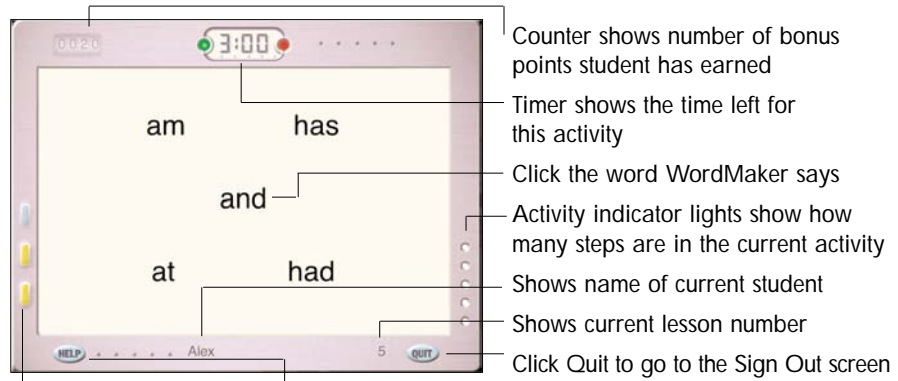 0020
3:00
am has
and
at had
HELP Alex 5 QUIT
Counter shows number of bonus
points student has earned
Timer shows the time left for
this activity
Click the word WordMaker says
Activity indicator lights show how
many steps are in the current activity
Shows name of current student
Shows current lesson number
Click Quit to go to the Sign Out screen